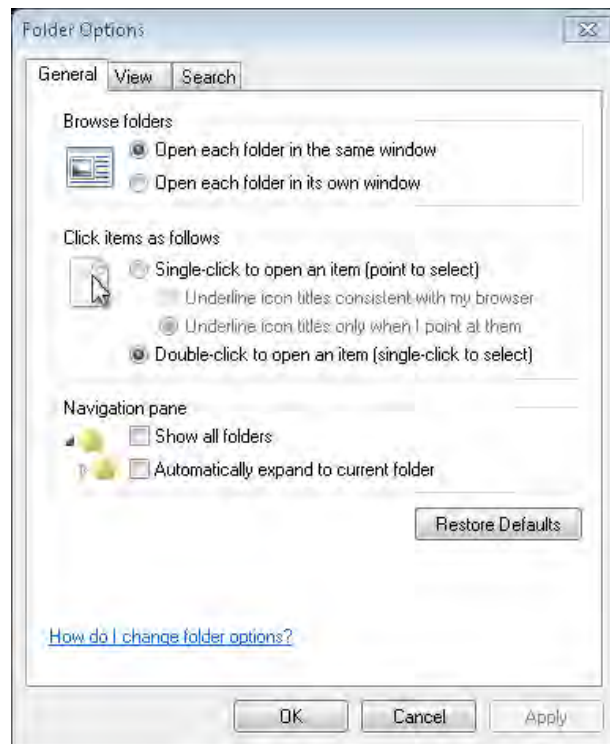 Folder Options
General View Search
Browse folders
Open each folder in the same window
Open each folder in its own window
Click items as follows
Single-click to open an item (point to select)
Underline icon titles consistent with my browser
Underline icon titles only when I point at them
Double-click to open an item (single-click to select)
Navigation pane
Show all folders
Automatically expand to current folder
Restore Defaults
How do I change folder options?
OK Cancel Apply